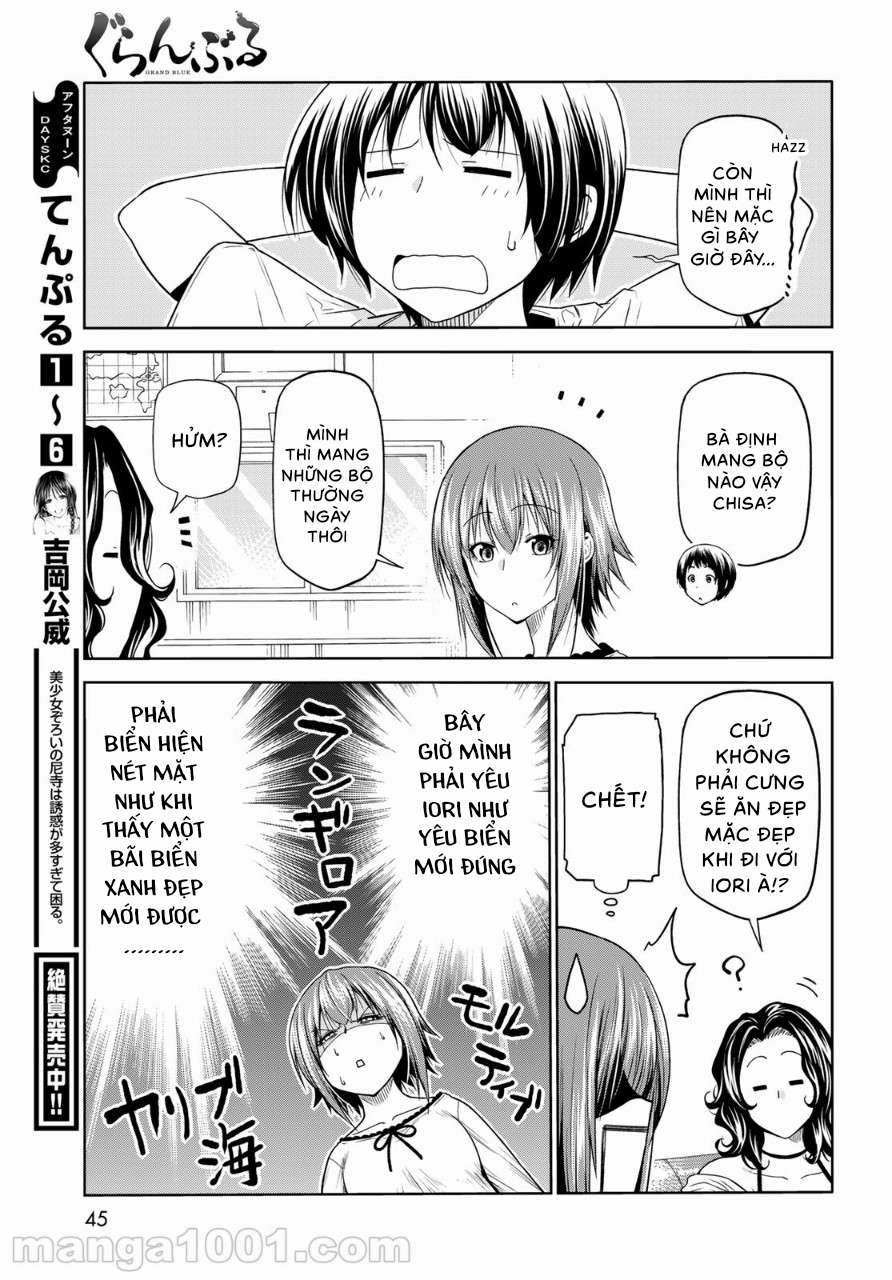 ぐらんぶる
GRAND BLUE
アフタヌーン
DAYSKC
てんぷる1～6
吉岡公威
美少女ぞろいの尼寺は誘惑が多すぎて困る。
絶賛発売中!!
HAZZ
CÒN
MÌNH THÌ
NÊN MẶC
GÌ BÂY
GIỜ ĐÂY...
BÀ ĐỊNH
MANG BỘ
NÀO VẬY
CHISA?
MÌNH
THÌ MANG
NHỮNG BỘ
THƯỜNG
NGÀY
THÔI
HỬM?
CHỨ
KHÔNG
PHẢI CƯNG
SẼ ĂN ĐẸP
MẶC ĐẸP
KHI ĐI VỚI
IORI À!?
?
CHẾT!
BÂY
GIỜ MÌNH
PHẢI YÊU
IORI NHƯ
YÊU BIỂN
MỚI ĐÚNG
ランギロア
PHẢI
BIỂN HIỆN
NÉT MẶT
NHƯ KHI
THẤY MỘT
BÃI BIỂN
XANH ĐẸP
MỚI ĐƯỢC
..........
モルディブ
カリブ海
45
manga1001.com